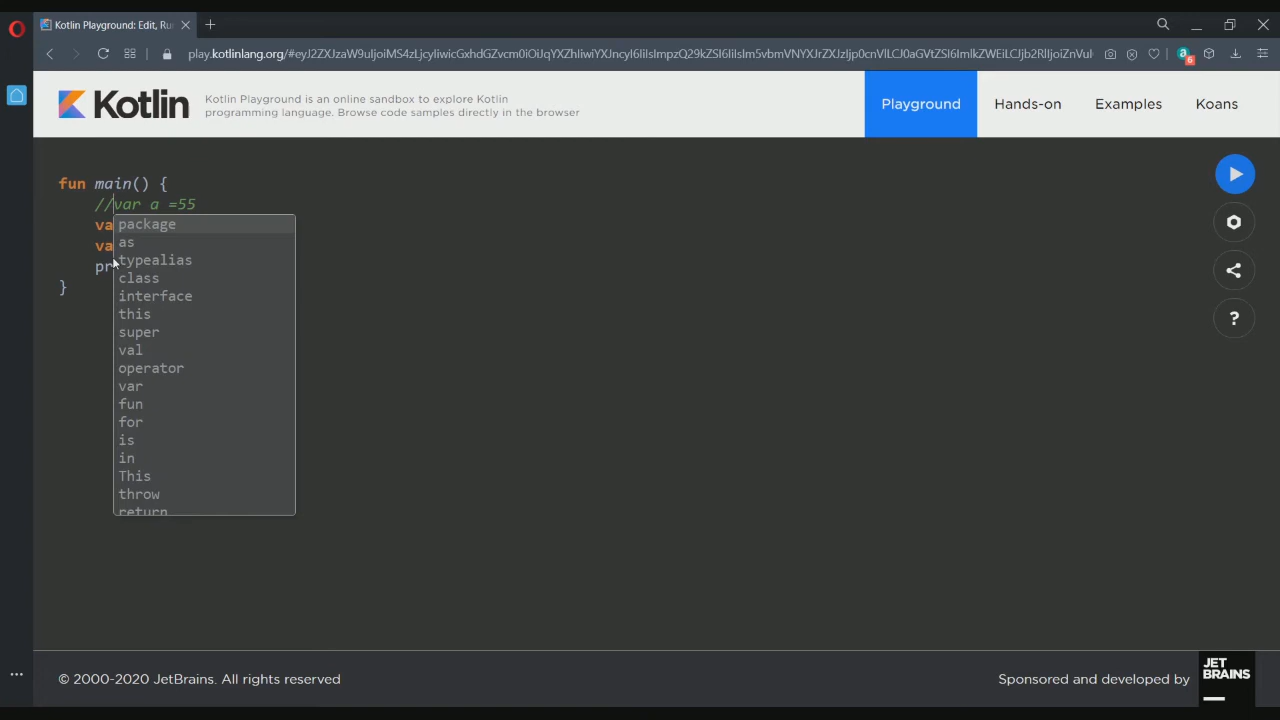 Kotlin Playground: Edit, Ru
play.kotlinlang.org/
Kotlin
Kotlin Playground is an online sandbox to explore Kotlin
programming language. Browse code samples directly in the browser
Playground
Hands-on
Examples
Koans
fun main() {
//var a =55
va
va
pr
}
package
as
typealias
class
interface
this
super
val
operator
var
fun
for
is
in
This
throw
return
?
6
© 2000-2020 JetBrains. All rights reserved
Sponsored and developed by
JET
BRAINS